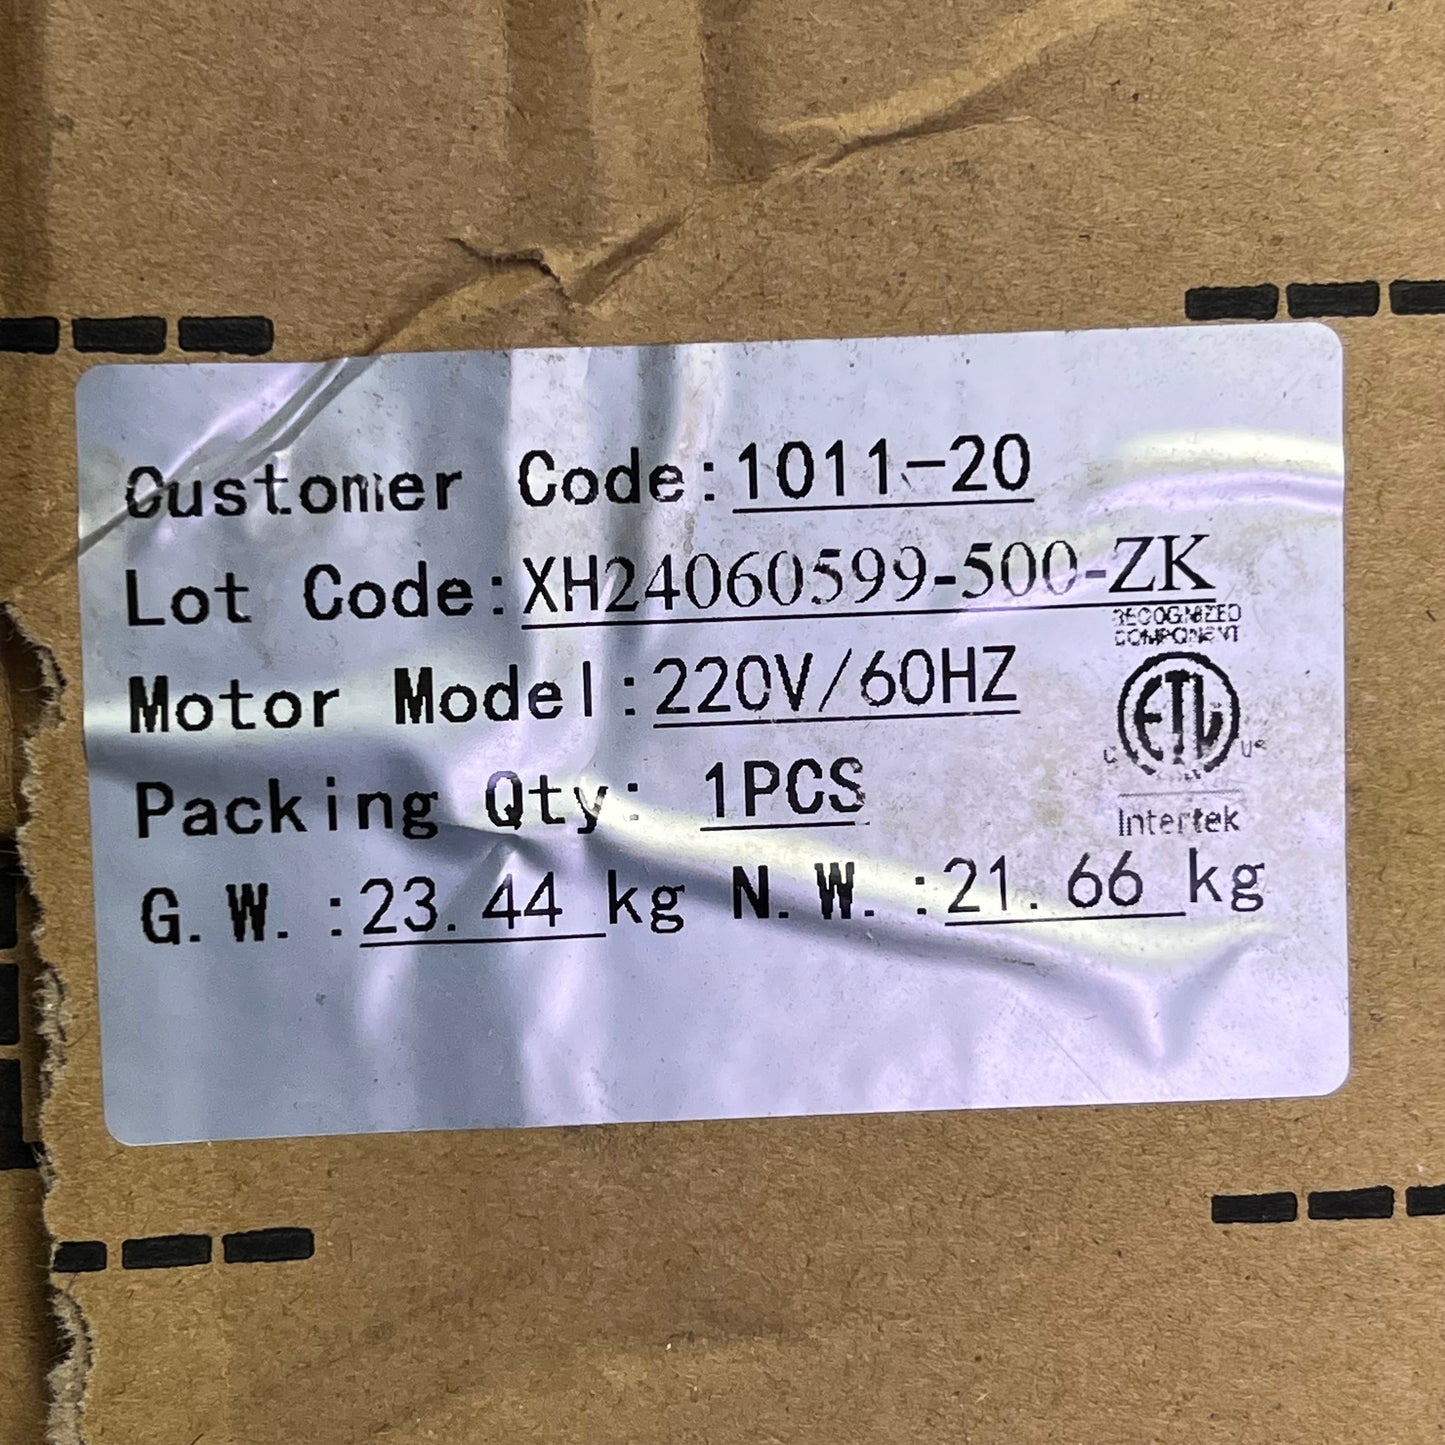 Customer Code:1011-20
Lot Code:XH24060599-500-ZK
RECOGNIZED
COMPONENT
Motor Model:220V/60HZ
ETL
C US
Packing Qty: 1PCS
Intertek
G.W.:23.44 kg N.W.:21.66 kg